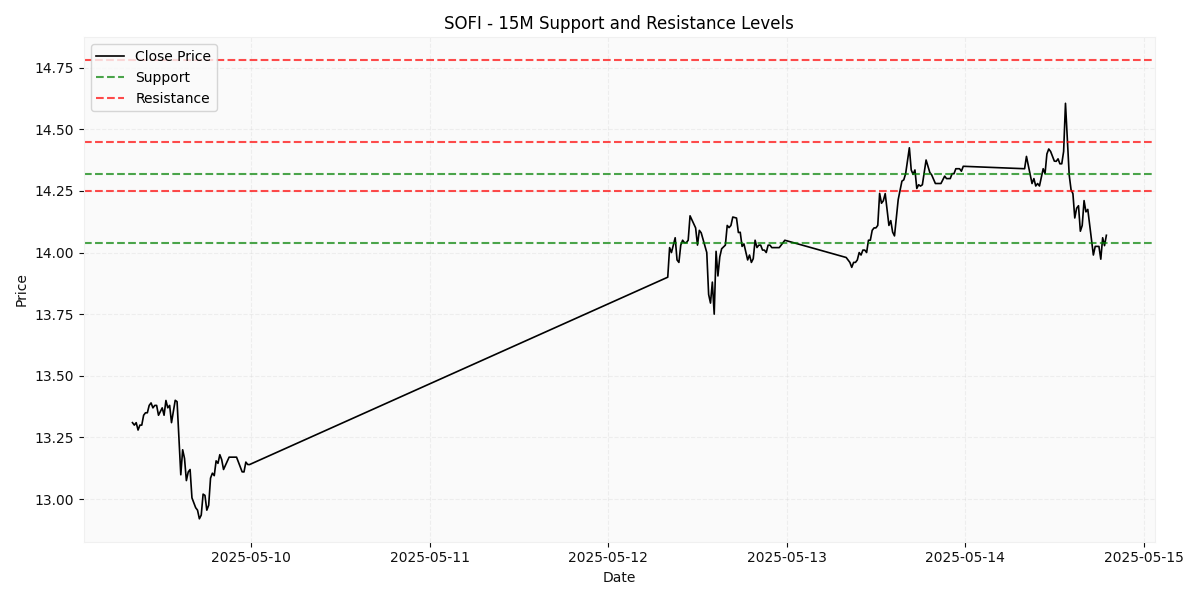 SOFI - 15M Support and Resistance Levels
Close Price
Support
Resistance
14.75
14.50
14.25
14.00
13.75
13.50
13.25
13.00
Price
2025-05-10
2025-05-11
2025-05-12
2025-05-13
2025-05-14
2025-05-15
Date